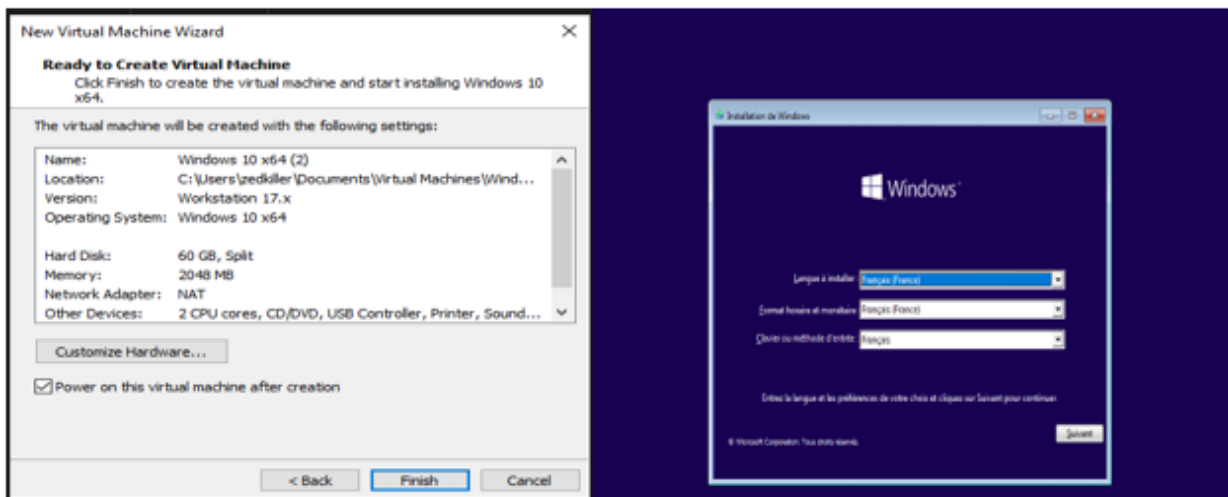 New Virtual Machine Wizard
Ready to Create Virtual Machine
Click Finish to create the virtual machine and start installing Windows 10
x64.
The virtual machine will be created with the following settings:
Name: Windows 10 x64 (2)
Location: C:\Users\zedkiller\Documents\Virtual Machines\Wind...
Version: Workstation 17.x
Operating System: Windows 10 x64
Hard Disk: 60 GB, Split
Memory: 2048 MB
Network Adapter: NAT
Other Devices: 2 CPU cores, CD/DVD, USB Controller, Printer, Sound...
Customize Hardware...
Power on this virtual machine after creation
< Back Finish Cancel
Installation de Windows
Windows
Langue à installer: Français (France)
Format horaire et monétaire: Français (France)
Clavier ou méthode d'entrée: Français
Entrez la langue et les préférences de votre choix et cliquez sur Suivant pour continuer.
© Microsoft Corporation. Tous droits réservés.
Suivant